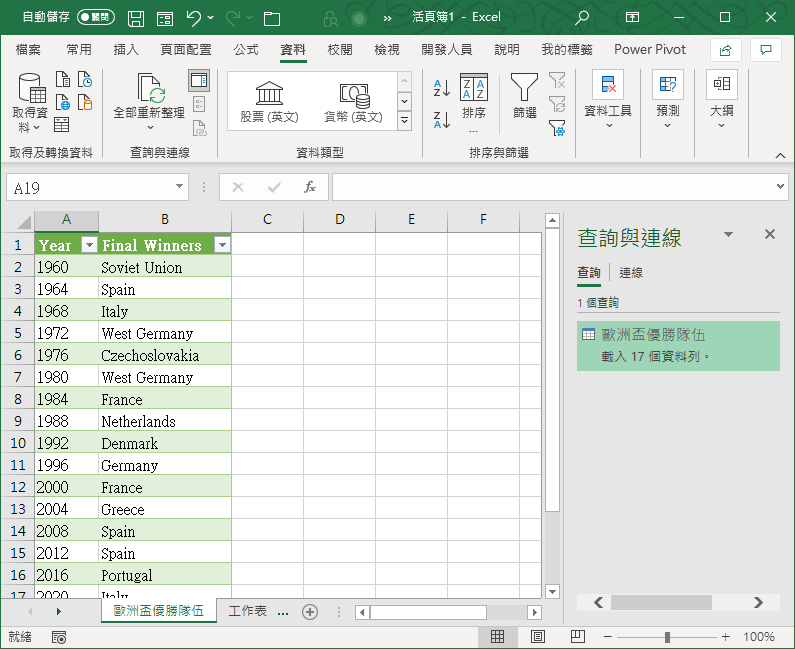 自動儲存 關閉 活頁簿1 - Excel
檔案 常用 插入 頁面配置 公式 資料 校閱 檢視 開發人員 說明 我的標籤 Power Pivot
取得資料 全部重新整理 股票 (英文) 貨幣 (英文) 排序... 篩選 資料工具 預測 大綱
取得及轉換資料 查詢與連線 資料類型 排序與篩選
A19 fx
A B C D E F
1 Year Final Winners
2 1960 Soviet Union
3 1964 Spain
4 1968 Italy
5 1972 West Germany
6 1976 Czechoslovakia
7 1980 West Germany
8 1984 France
9 1988 Netherlands
10 1992 Denmark
11 1996 Germany
12 2000 France
13 2004 Greece
14 2008 Spain
15 2012 Spain
16 2016 Portugal
17 2020 Italy
查詢與連線
查詢 連線
1 個查詢
歐洲盃優勝隊伍
載入 17 個資料列。
歐洲盃優勝隊伍 工作表 ...
就緒 100%